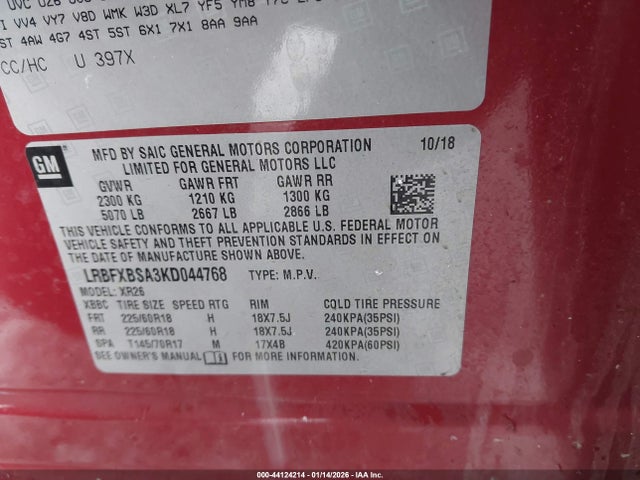 UVC
I VV4 VY7 V8D WMK W3D XL7 YF5 YM8
ST 4AW 4G7 4ST 5ST 6X1 7X1 8AA 9AA
CC/HC U 397X
GM
MFD BY SAIC GENERAL MOTORS CORPORATION 10/18
LIMITED FOR GENERAL MOTORS LLC
GVWR GAWR FRT GAWR RR
2300 KG 1210 KG 1300 KG
5070 LB 2667 LB 2866 LB
THIS VEHICLE CONFORMS TO ALL APPLICABLE U.S. FEDERAL MOTOR
VEHICLE SAFETY AND THEFT PREVENTION STANDARDS IN EFFECT ON
THE DATE OF MANUFACTURE SHOWN ABOVE.
LRBFXBSA3KD044768 TYPE: M.P.V.
MODEL: XR26
XBBC TIRE SIZE SPEED RTG RIM COLD TIRE PRESSURE
FRT 225/60R18 H 18X7.5J 240KPA(35PSI)
RR 225/60R18 H 18X7.5J 240KPA(35PSI)
SPA T145/70R17 M 17X4B 420KPA(60PSI)
SEE OWNER'S MANUAL FOR MORE INFORMATION.
000-44124214 - 01/14/2026 - IAA Inc.